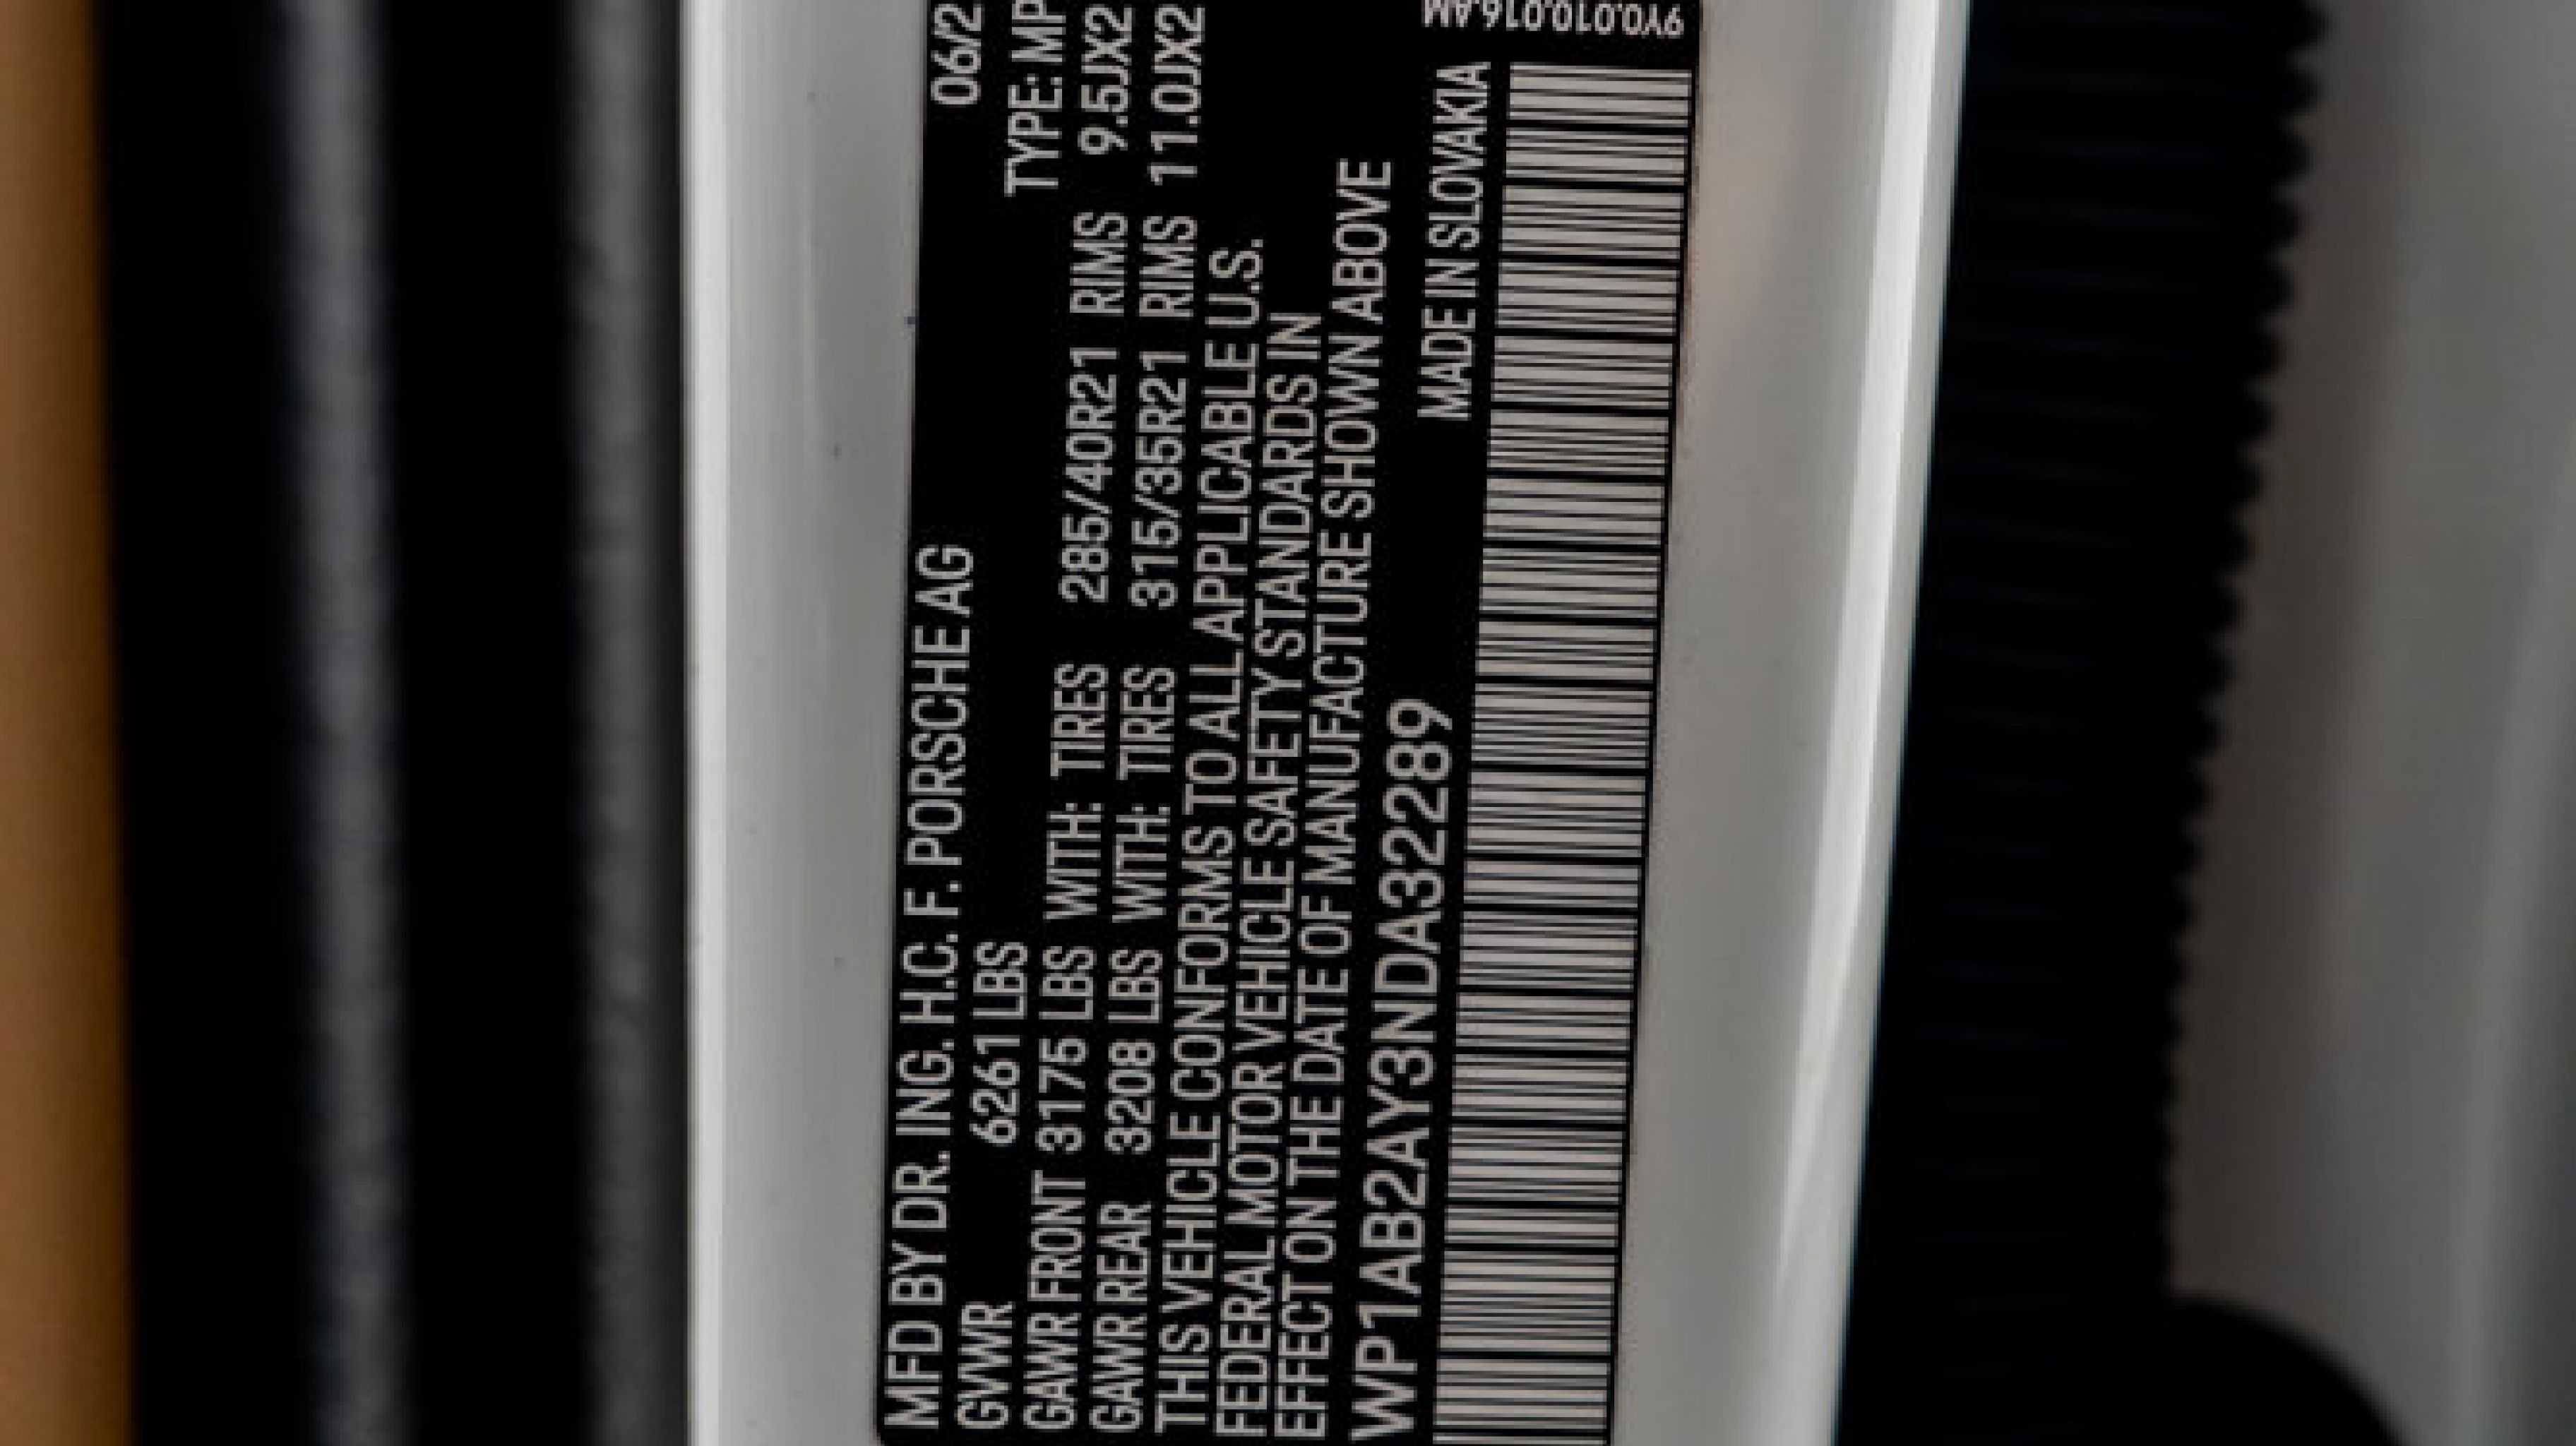 MFD BY DR. ING. H.C. F. PORSCHE AG 06/2
GVWR 6261 LBS TYPE: MP
GAWR FRONT 3175 LBS WITH: TIRES 285/40R21 RIMS 9.5JX2
GAWR REAR 3208 LBS WITH: TIRES 315/35R21 RIMS 11.0JX2
THIS VEHICLE CONFORMS TO ALL APPLICABLE U.S.
FEDERAL MOTOR VEHICLE SAFETY STANDARDS IN
EFFECT ON THE DATE OF MANUFACTURE SHOWN ABOVE
WP1AB2AY3NDA32289 MADE IN SLOVAKIA
9Y0.010.016.AM